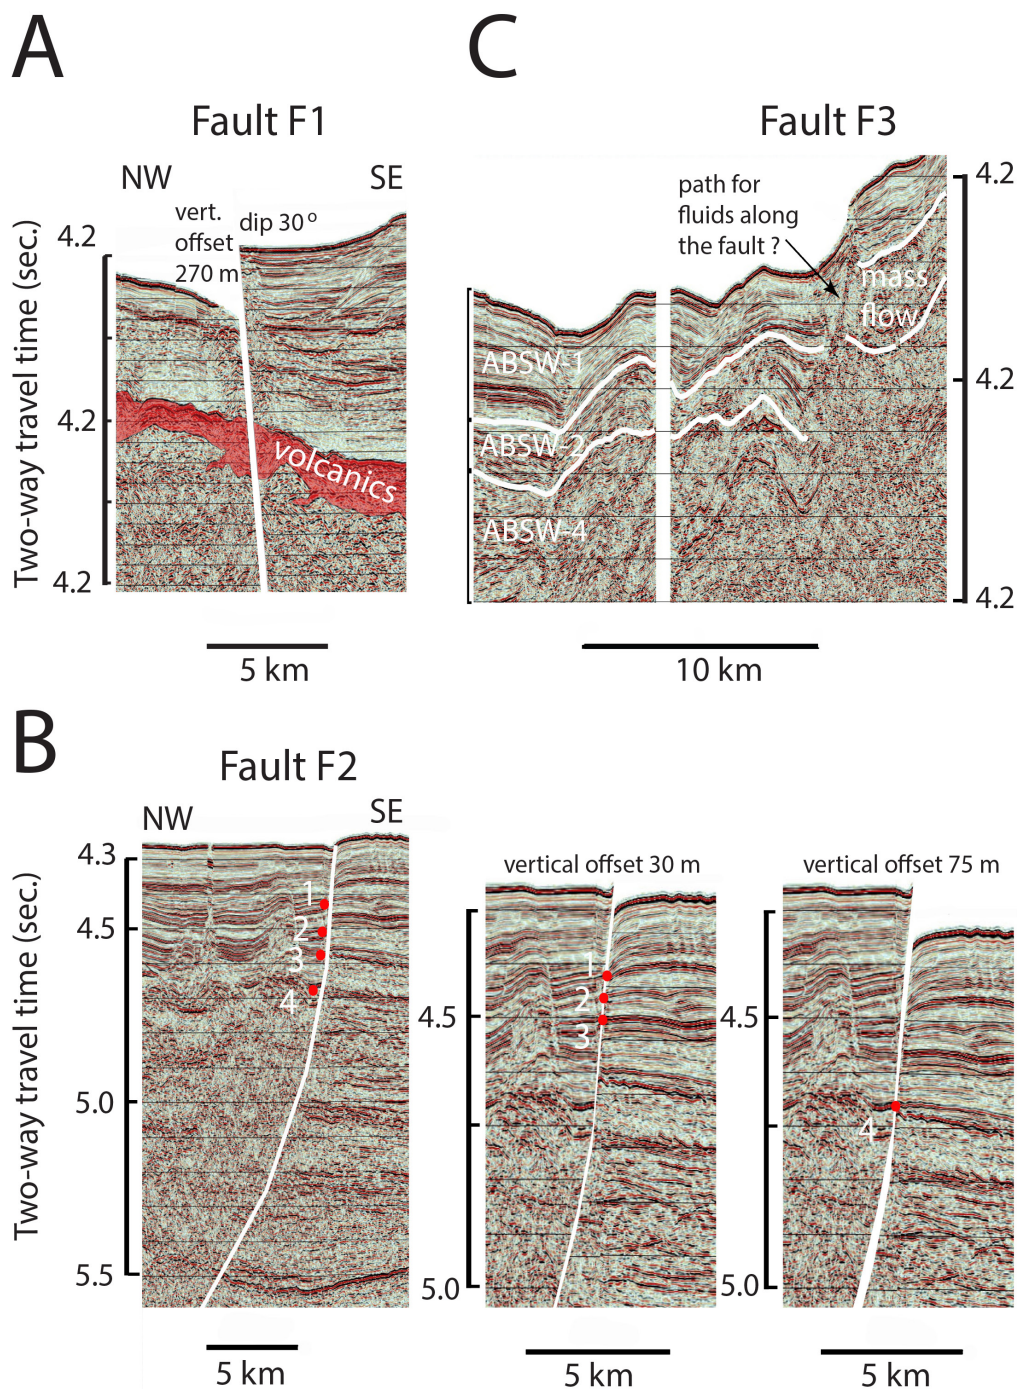 A
Fault F1
NW
SE
vert.
offset
270 m
dip 30 o
Two-way travel time (sec.)
4.2
4.2
4.2
volcanics
5 km
C
Fault F3
path for
fluids along
the fault ?
4.2
4.2
4.2
mass
flow
ABSW-1
ABSW-2
ABSW-4
10 km
B
Fault F2
NW
SE
Two-way travel time (sec.)
4.3
4.5
5.0
5.5
1
2
3
4
5 km
vertical offset 30 m
4.5
5.0
1
2
3
5 km
vertical offset 75 m
4.5
5.0
4
5 km